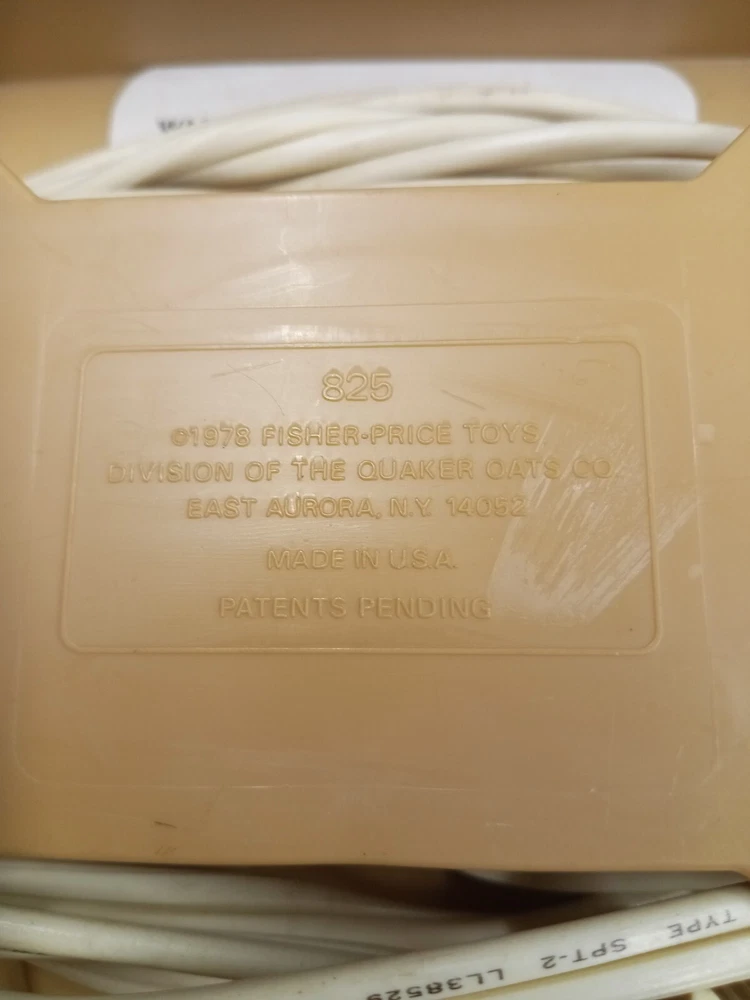 825
©1978 FISHER-PRICE TOYS
DIVISION OF THE QUAKER OATS CO
EAST AURORA, N.Y. 14052
MADE IN U.S.A.
PATENTS PENDING
TYPE SPT-2 LL38529